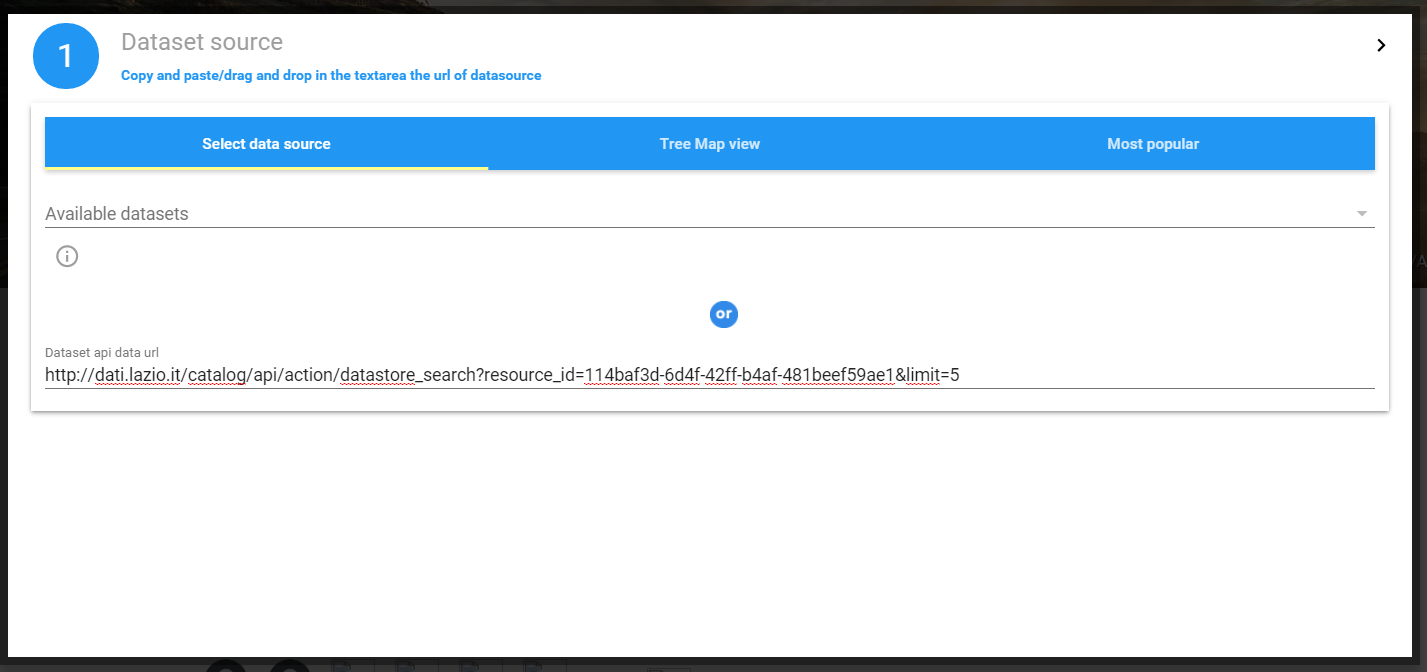 1
Dataset source
Copy and paste/drag and drop in the textarea the url of datasource
Select data source
Tree Map view
Most popular
Available datasets
or
Dataset api data url
http://dati.lazio.it/catalog/api/action/datastore_search?resource_id=114baf3d-6d4f-42ff-b4af-481beef59ae1&limit=5
/A